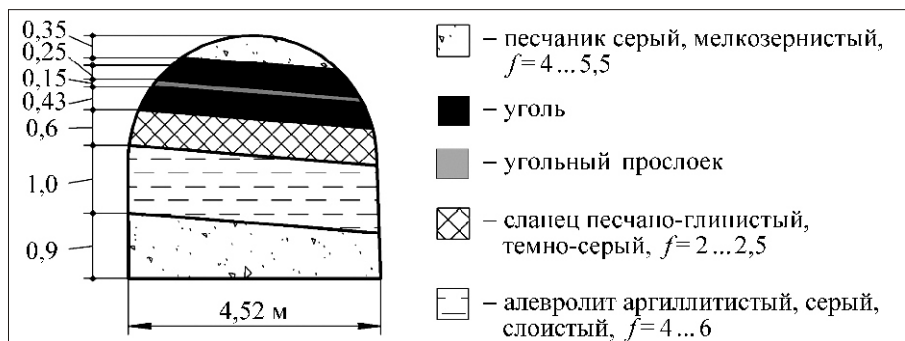 0,35
0,25
0,15
0,43
0,6
1,0
0,9
4,52 м
– песчаник серый, мелкозернистый,
f = 4 ... 5,5
– уголь
– угольный прослоек
– сланец песчано-глинистый,
темно-серый, f = 2 ... 2,5
– алевролит аргиллитистый, серый,
слоистый, f = 4 ... 6